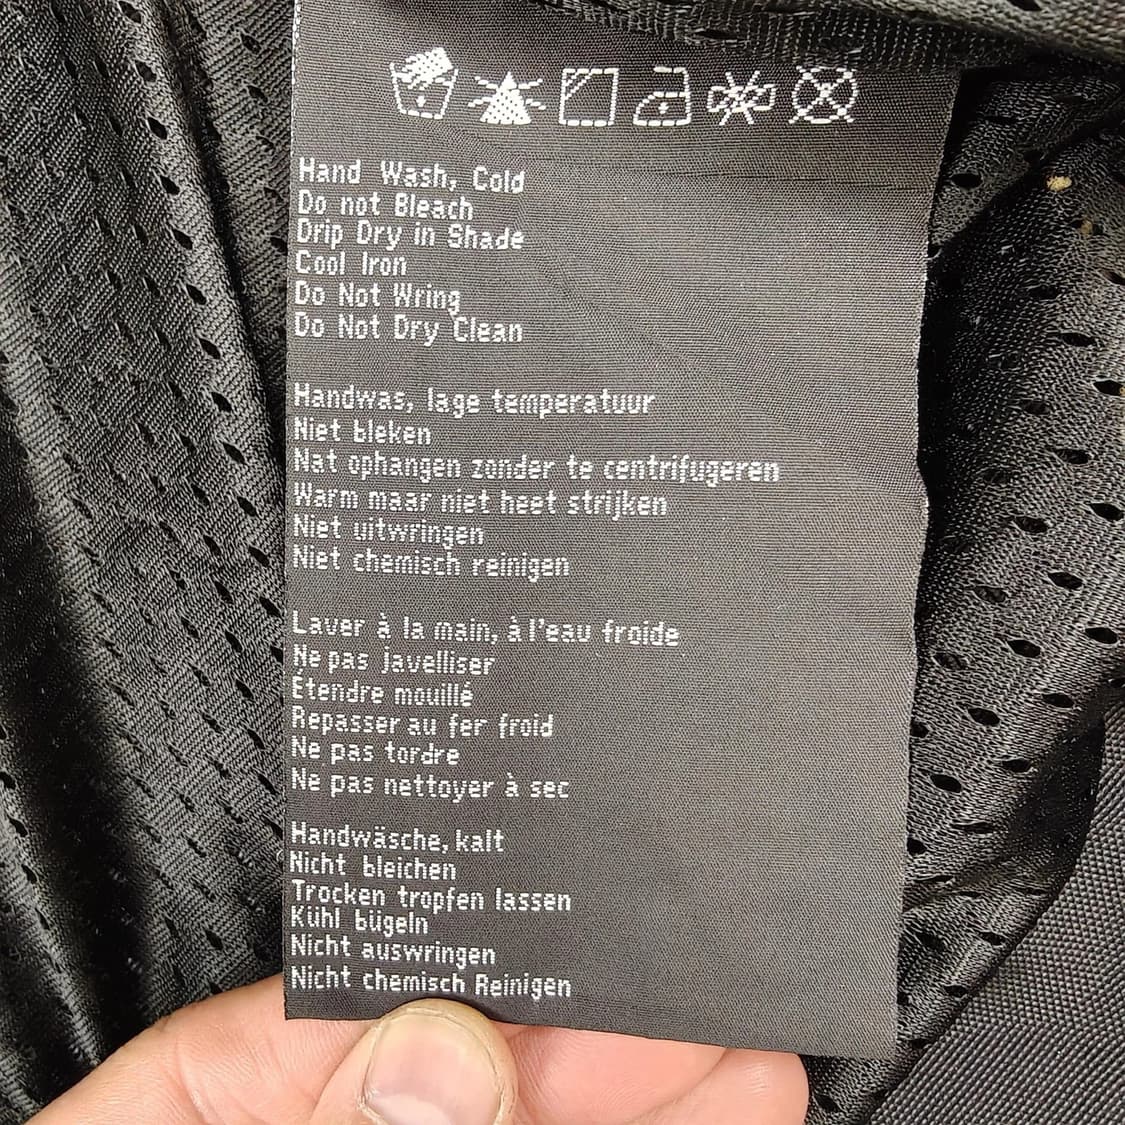 Hand Wash, Cold
Do not Bleach
Drip Dry in Shade
Cool Iron
Do Not Wring
Do Not Dry Clean
Handwas, lage temperatuur
Niet bleken
Nat ophangen zonder te centrifugeren
Warm maar niet heet strijken
Niet uitwringen
Niet chemisch reinigen
Laver à la main, à l'eau froide
Ne pas javelliser
Étendre mouillé
Repasser au fer froid
Ne pas tordre
Ne pas nettoyer à sec
Handwäsche, kalt
Nicht bleichen
Trocken tropfen lassen
Kühl bügeln
Nicht auswringen
Nicht chemisch Reinigen